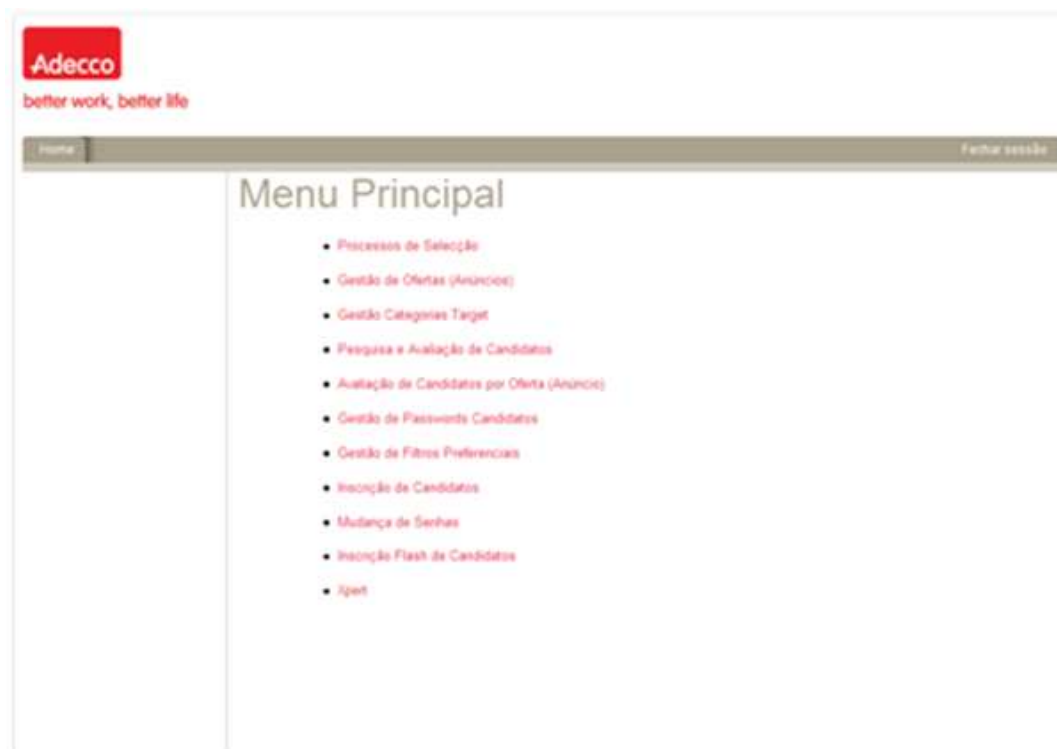 Adecco
better work, better life
Home
Fechar sessão
Menu Principal
Processos de Selecção
Gestão de Ofertas (Anúncios)
Gestão Categorias Target
Pesquisa e Avaliação de Candidatos
Avaliação de Candidatos por Oferta (Anúncio)
Gestão de Passwords Candidatos
Gestão de Filtros Preferenciais
Inscrição de Candidatos
Mudança de Senhas
Inscrição Flash de Candidatos
Xpert